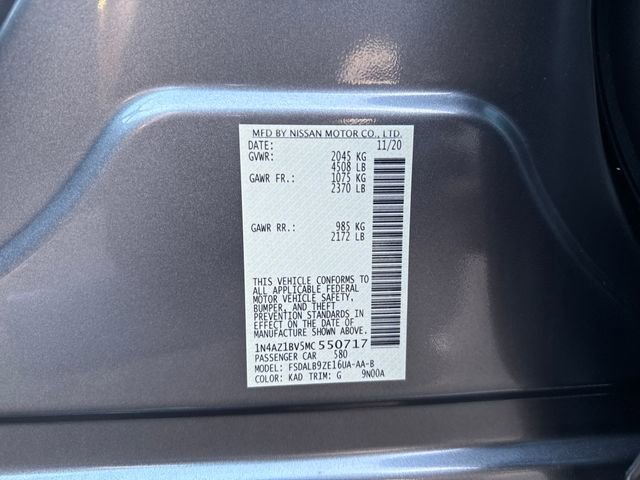 MFD BY NISSAN MOTOR CO., LTD.
DATE: 11/20
GVWR: 2045 KG
4508 LB
GAWR FR.: 1075 KG
2370 LB
GAWR RR.: 985 KG
2172 LB
THIS VEHICLE CONFORMS TO
ALL APPLICABLE FEDERAL
MOTOR VEHICLE SAFETY,
BUMPER, AND THEFT
PREVENTION STANDARDS IN
EFFECT ON THE DATE OF
MANUFACTURE SHOWN ABOVE.
1N4AZ1BV5MC 550717
PASSENGER CAR 580
MODEL: FSDALB9ZE16UA-AA-B
COLOR: KAD TRIM: G 9N00A